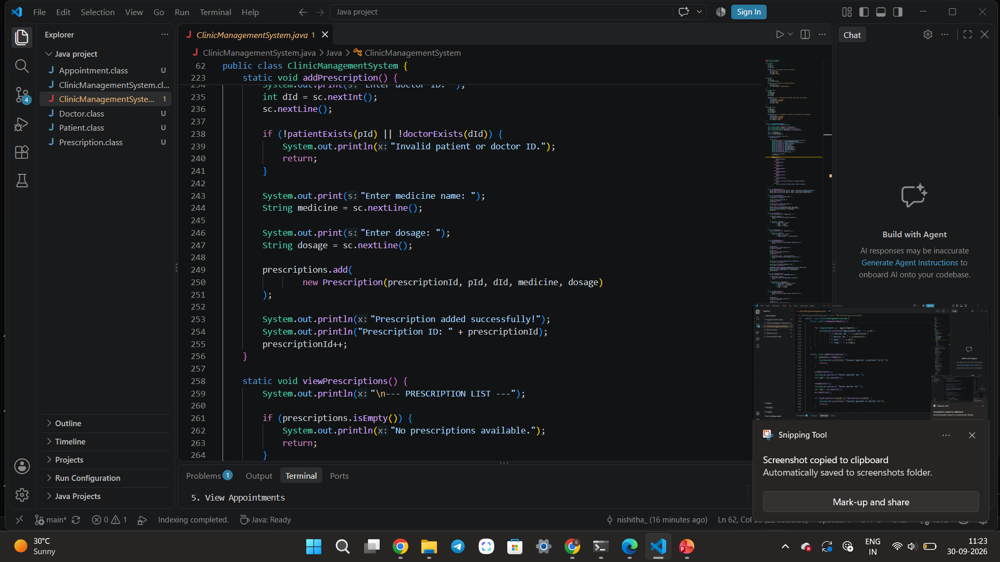 File Edit Selection View Go Run Terminal Help
Java project
Sign In
Explorer
Java project
Appointment.class U
ClinicManagementSystem.cl...
ClinicManagementSyste... 1
Doctor.class U
Patient.class U
Prescription.class U
Outline
Timeline
Projects
Run Configuration
Java Projects
ClinicManagementSystem.java 1
ClinicManagementSystem.java > Java > ClinicManagementSystem
62 public class ClinicManagementSystem {
223 static void addPrescription() {
234 System.out.print(s: "Enter doctor ID: ");
235 int dId = sc.nextInt();
236 sc.nextLine();
237
238 if (!patientExists(pId) || !doctorExists(dId)) {
239 System.out.println(x: "Invalid patient or doctor ID.");
240 return;
241 }
242
243 System.out.print(s: "Enter medicine name: ");
244 String medicine = sc.nextLine();
245
246 System.out.print(s: "Enter dosage: ");
247 String dosage = sc.nextLine();
248
249 prescriptions.add(
250 new Prescription(prescriptionId, pId, dId, medicine, dosage)
251 );
252
253 System.out.println(x: "Prescription added successfully!");
254 System.out.println("Prescription ID: " + prescriptionId);
255 prescriptionId++;
256 }
257
258 static void viewPrescriptions() {
259 System.out.println(x: "\n--- PRESCRIPTION LIST ---");
260
261 if (prescriptions.isEmpty()) {
262 System.out.println(x: "No prescriptions available.");
263 return;
264 }
Problems 1 Output Terminal Ports
5. View Appointments
Chat
Build with Agent
AI responses may be inaccurate
Generate Agent Instructions to
onboard AI onto your codebase.
Snipping Tool
Screenshot copied to clipboard
Automatically saved to screenshots folder.
Mark-up and share
4
main* 0 1 Indexing completed. Java: Ready
nishitha_ (16 minutes ago) Ln 62, Col
30°C
Sunny
ENG
IN
11:23
30-09-2026